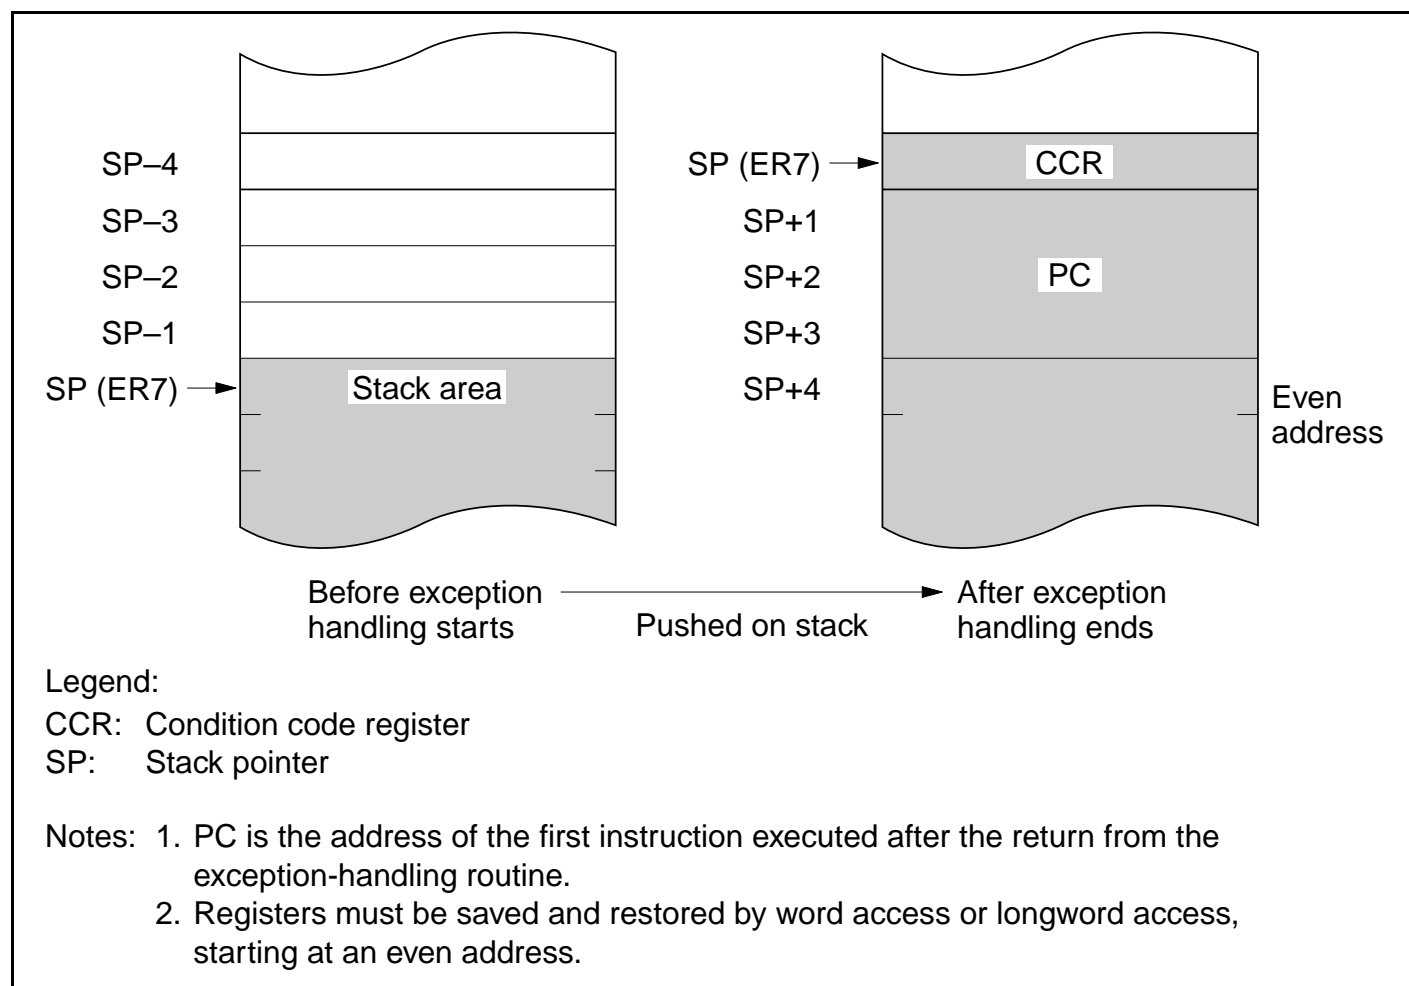 SP–4
SP–3
SP–2
SP–1
SP (ER7)
Stack area
SP (ER7)
SP+1
SP+2
SP+3
SP+4
CCR
PC
Even
address
Before exception
handling starts
Pushed on stack
After exception
handling ends
Legend:
CCR: Condition code register
SP: Stack pointer
Notes: 1. PC is the address of the first instruction executed after the return from the
exception-handling routine.
2. Registers must be saved and restored by word access or longword access,
starting at an even address.